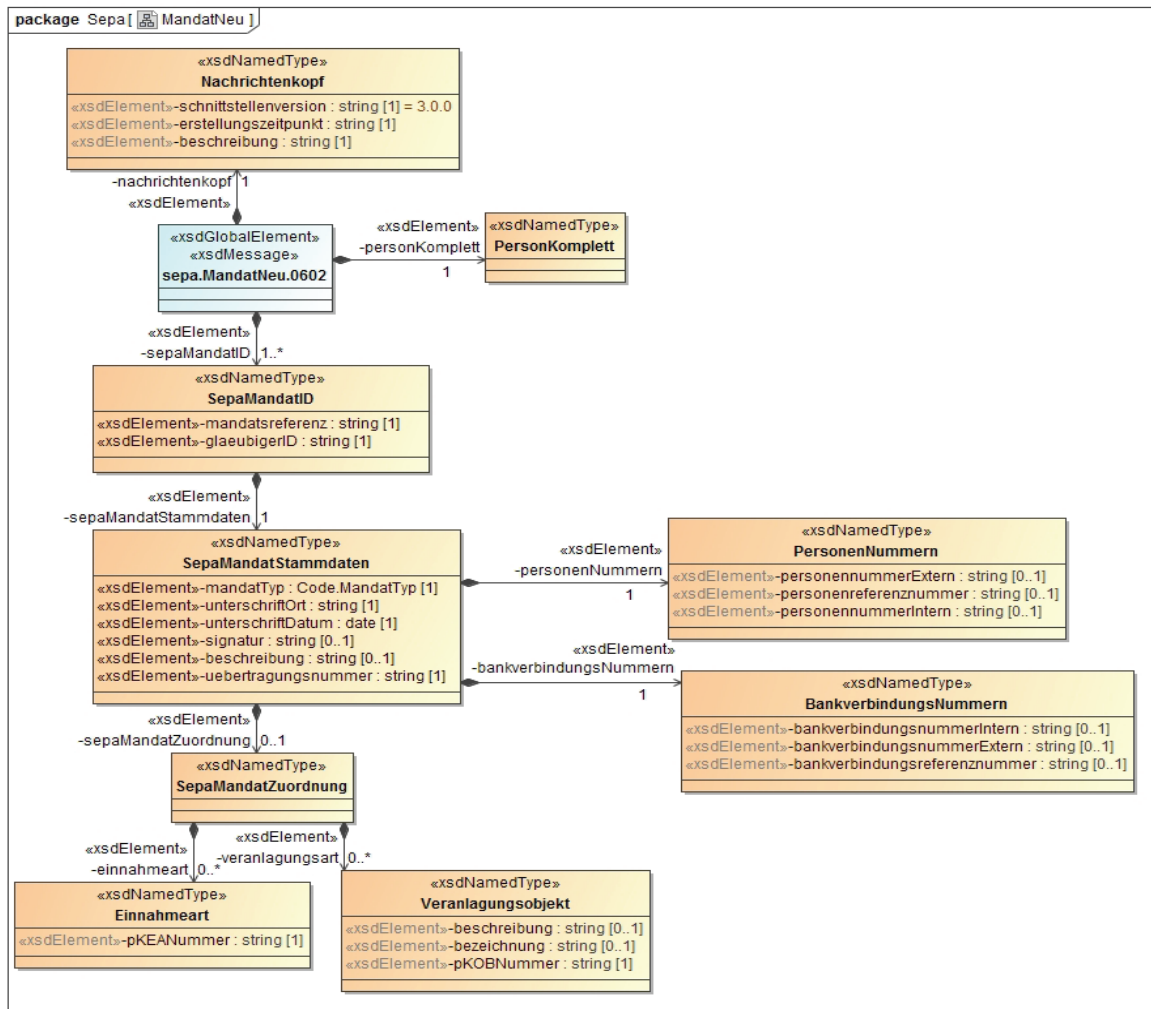 package Sepa [ MandatNeu ]
«xsdNamedType»
Nachrichtenkopf
«xsdElement»-schnittstellenversion : string [1] = 3.0.0
«xsdElement»-erstellungszeitpunkt : string [1]
«xsdElement»-beschreibung : string [1]
-nachrichtenkopf 1
«xsdElement»
«xsdGlobalElement»
«xsdMessage»
sepa.MandatNeu.0602
«xsdElement»
-personKomplett
1
«xsdNamedType»
PersonKomplett
«xsdElement»
-sepaMandatID 1..*
«xsdNamedType»
SepaMandatID
«xsdElement»-mandatsreferenz : string [1]
«xsdElement»-glaeubigerID : string [1]
«xsdElement»
-sepaMandatStammdaten 1
«xsdNamedType»
SepaMandatStammdaten
«xsdElement»-mandatTyp : Code.MandatTyp [1]
«xsdElement»-unterschriftOrt : string [1]
«xsdElement»-unterschriftDatum : date [1]
«xsdElement»-signatur : string [0..1]
«xsdElement»-beschreibung : string [0..1]
«xsdElement»-uebertragungsnummer : string [1]
«xsdElement»
-personenNummern
1
«xsdNamedType»
PersonenNummern
«xsdElement»-personennummerExtern : string [0..1]
«xsdElement»-personenreferenznummer : string [0..1]
«xsdElement»-personennummerIntern : string [0..1]
«xsdElement»
-bankverbindungsNummern
1
«xsdNamedType»
BankverbindungsNummern
«xsdElement»-bankverbindungsnummerIntern : string [0..1]
«xsdElement»-bankverbindungsnummerExtern : string [0..1]
«xsdElement»-bankverbindungsreferenznummer : string [0..1]
«xsdElement»
-sepaMandatZuordnung 0..1
«xsdNamedType»
SepaMandatZuordnung
«xsdElement»
-einnahmeart 0..*
«xsdElement»
-veranlagungsart 0..*
«xsdNamedType»
Einnahmeart
«xsdElement»-pKEANummer : string [1]
«xsdNamedType»
Veranlagungsobjekt
«xsdElement»-beschreibung : string [0..1]
«xsdElement»-bezeichnung : string [0..1]
«xsdElement»-pKOBNummer : string [1]